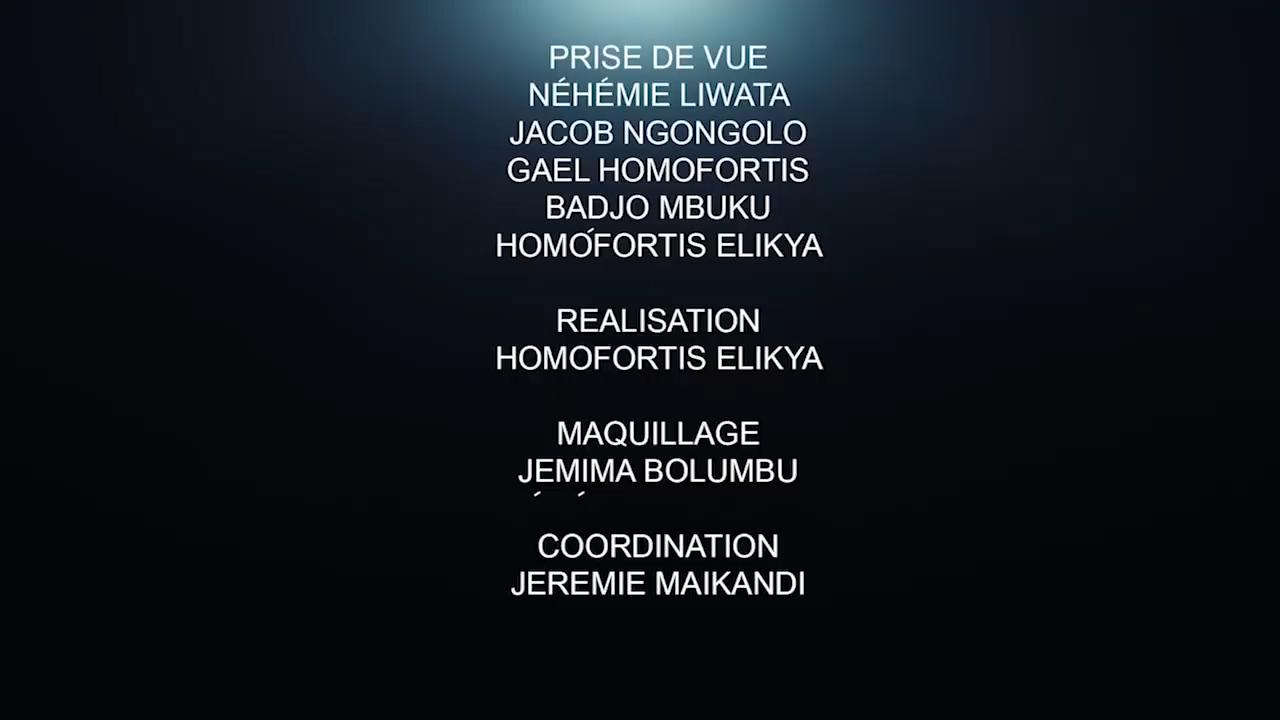 PRISE DE VUE
NÉHÉMIE LIWATA
JACOB NGONGOLO
GAEL HOMOFORTIS
BADJO MBUKU
HOMOFORTIS ELIKYA
REALISATION
HOMOFORTIS ELIKYA
MAQUILLAGE
JEMIMA BOLUMBU
COORDINATION
JEREMIE MAIKANDI